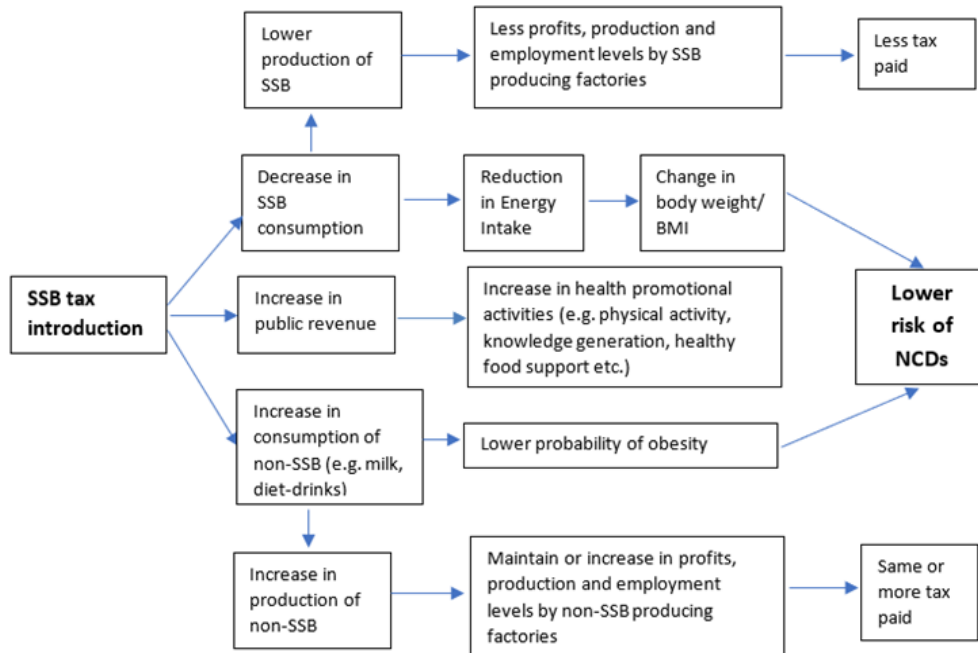 Lower
production of
SSB
Less profits, production and
employment levels by SSB
producing factories
Less tax
paid
Decrease in
SSB
consumption
Reduction
in Energy
Intake
Change in
body weight/
BMI
SSB tax
introduction
Increase in
public revenue
Increase in health promotional
activities (e.g. physical activity,
knowledge generation, healthy
food support etc.)
Lower
risk of
NCDs
Increase in
consumption of
non-SSB (e.g. milk,
diet-drinks)
Lower probability of obesity
Increase in
production of
non-SSB
Maintain or increase in profits,
production and employment
levels by non-SSB producing
factories
Same or
more tax
paid